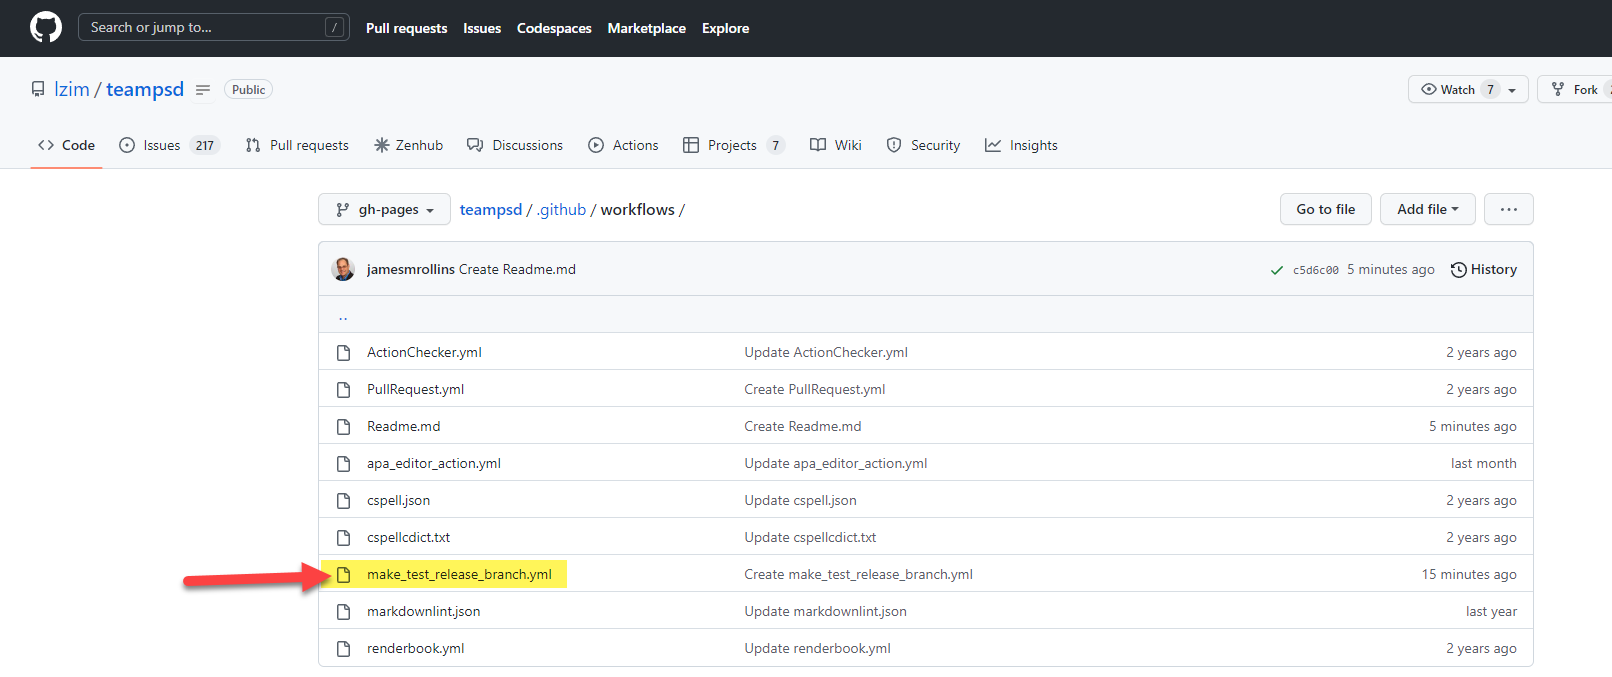 Search or jump to... / Pull requests Issues Codespaces Marketplace Explore
lzim / teampsd Public Watch 7 Fork
Code Issues 217 Pull requests Zenhub Discussions Actions Projects 7 Wiki Security Insights
gh-pages teampsd / .github / workflows / Go to file Add file ...
jamesmrollins Create Readme.md c5d6c00 5 minutes ago History
..
ActionChecker.yml Update ActionChecker.yml 2 years ago
PullRequest.yml Create PullRequest.yml 2 years ago
Readme.md Create Readme.md 5 minutes ago
apa_editor_action.yml Update apa_editor_action.yml last month
cspell.json Update cspell.json 2 years ago
cspellcdict.txt Update cspellcdict.txt 2 years ago
make_test_release_branch.yml Create make_test_release_branch.yml 15 minutes ago
markdownlint.json Update markdownlint.json last year
renderbook.yml Update renderbook.yml 2 years ago